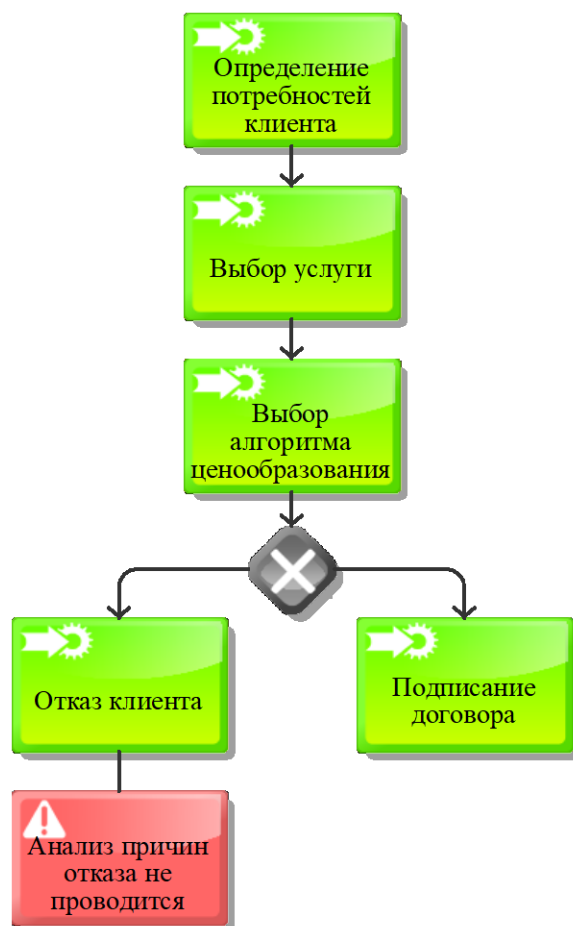 Определение
потребностей
клиента
Выбор услуги
Выбор
алгоритма
ценообразования
Отказ клиента
Подписание
договора
Анализ причин
отказа не
проводится